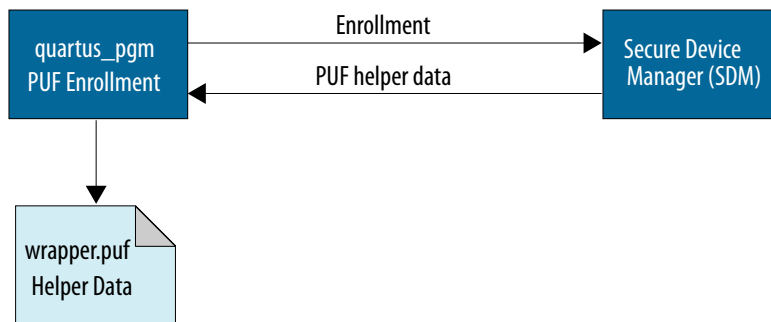 quartus_pgm
PUF Enrollment
Enrollment
PUF helper data
Secure Device
Manager (SDM)
wrapper.puf
Helper Data